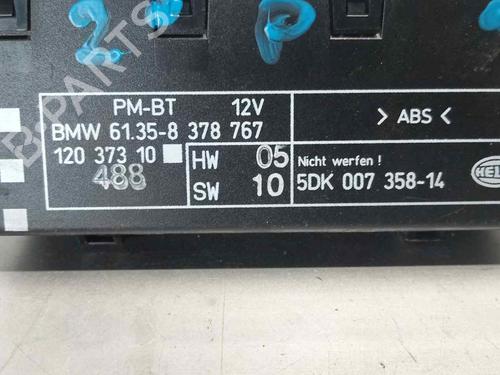 PM-BT 12V
BMW 61.35-8 378 767
120 373 10
488
HW 05
SW 10
> ABS <
Nicht werfen !
5DK 007 358-14
B-Parts